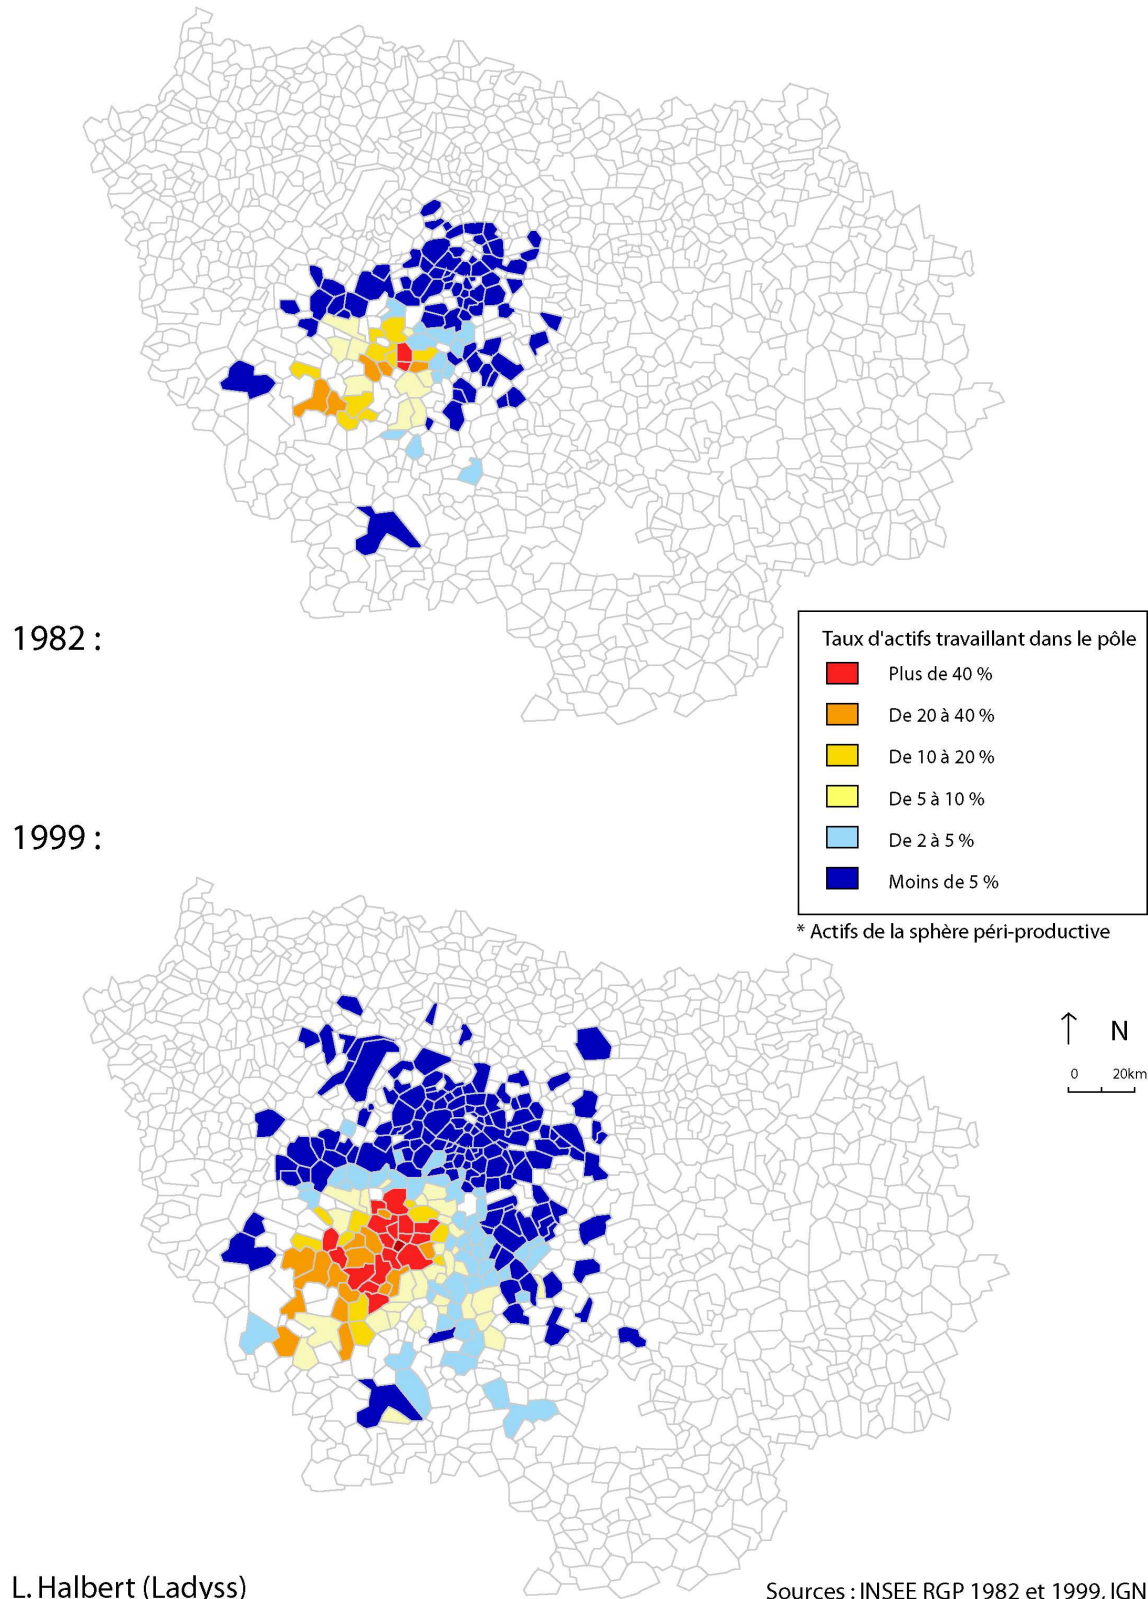 1982 :
Taux d'actifs travaillant dans le pôle
Plus de 40 %
De 20 à 40 %
De 10 à 20 %
De 5 à 10 %
De 2 à 5 %
Moins de 5 %
1999 :
* Actifs de la sphère péri-productive
N
0 20km
L. Halbert (Ladyss)
Sources : INSEE RGP 1982 et 1999, IGN